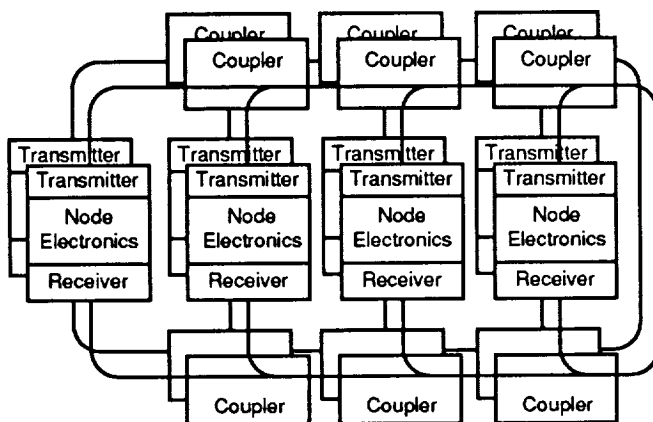 Coupler Coupler Coupler
Coupler Coupler Coupler
Transmitter Transmitter Transmitter Transmitter
Transmitter Transmitter Transmitter Transmitter
Node Node Node Node
Electronics Electronics Electronics Electronics
Receiver Receiver Receiver Receiver
Coupler Coupler Coupler